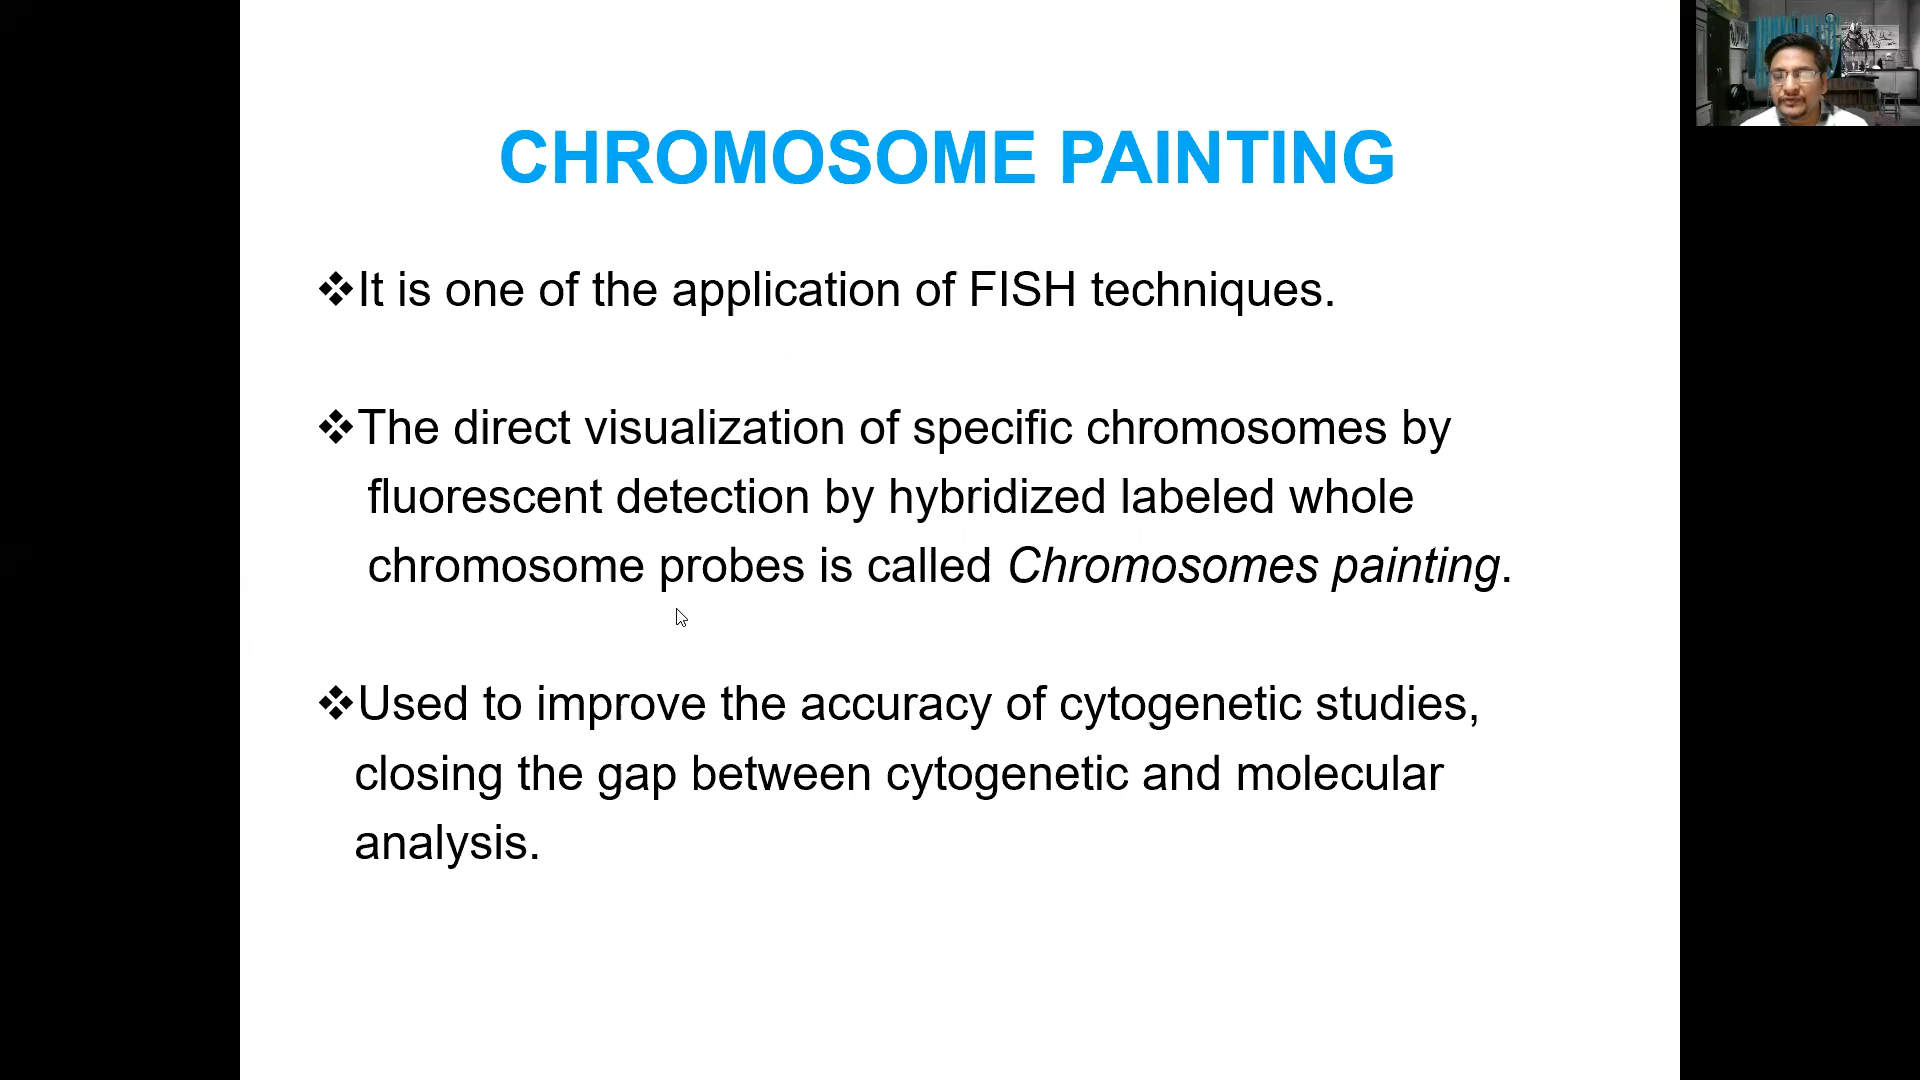 CHROMOSOME PAINTING
❖It is one of the application of FISH techniques.
❖The direct visualization of specific chromosomes by
fluorescent detection by hybridized labeled whole
chromosome probes is called Chromosomes painting.
❖Used to improve the accuracy of cytogenetic studies,
closing the gap between cytogenetic and molecular
analysis.